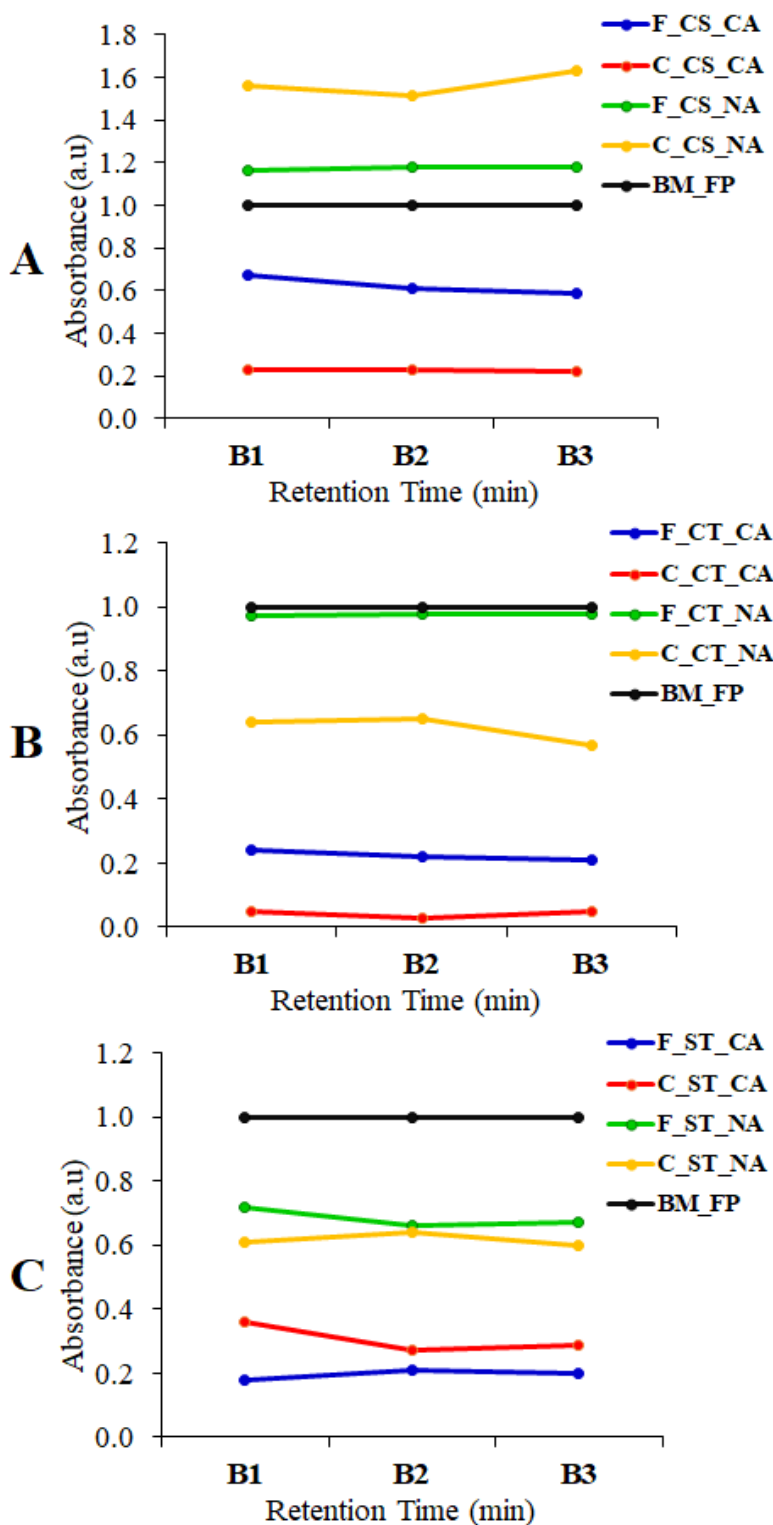 A
Absorbance (a.u)
1.8
1.6
1.4
1.2
1.0
0.8
0.6
0.4
0.2
0.0
B1 B2 B3
Retention Time (min)
F_CS_CA
C_CS_CA
F_CS_NA
C_CS_NA
BM_FP
B
Absorbance (a.u)
1.2
1.0
0.8
0.6
0.4
0.2
0.0
B1 B2 B3
Retention Time (min)
F_CT_CA
C_CT_CA
F_CT_NA
C_CT_NA
BM_FP
C
Absorbance (a.u)
1.2
1.0
0.8
0.6
0.4
0.2
0.0
B1 B2 B3
Retention Time (min)
F_ST_CA
C_ST_CA
F_ST_NA
C_ST_NA
BM_FP